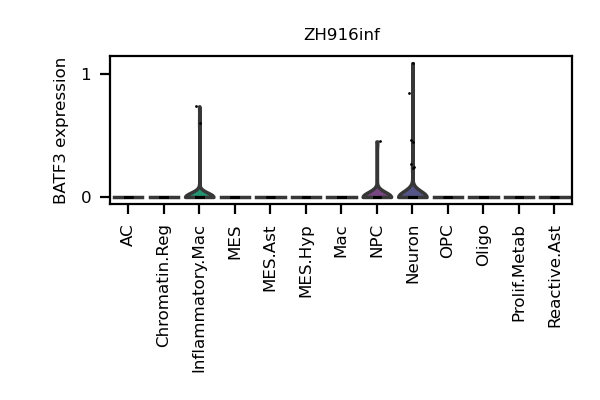 ZH916inf
BATF3 expression
1
0
AC
Chromatin.Reg
Inflammatory.Mac
MES
MES.Ast
MES.Hyp
Mac
NPC
Neuron
OPC
Oligo
Prolif.Metab
Reactive.Ast